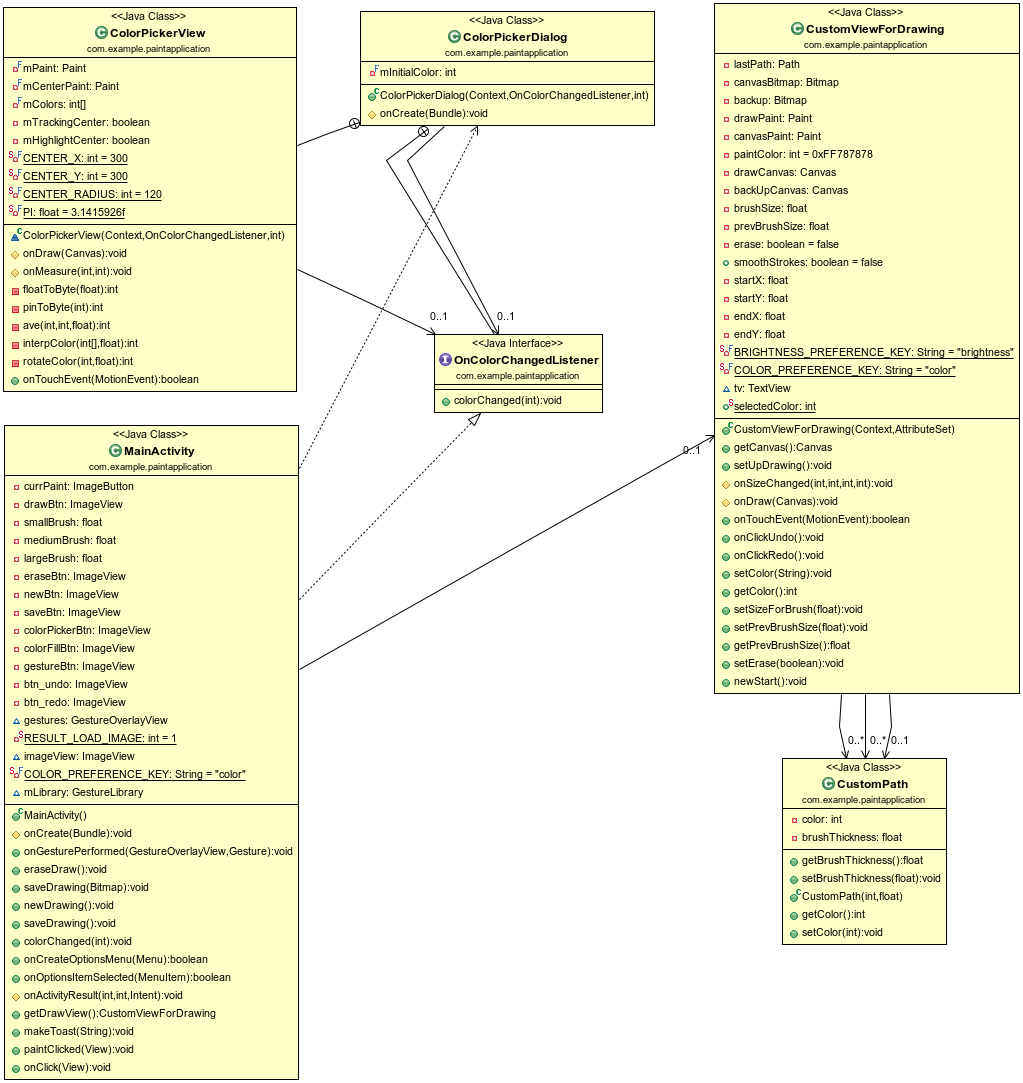 <<Java Class>>
ColorPickerView
com.example.paintapplication
mPaint: Paint
mCenterPaint: Paint
mColors: int[]
mTrackingCenter: boolean
mHighlightCenter: boolean
CENTER_X: int = 300
CENTER_Y: int = 300
CENTER_RADIUS: int = 120
PI: float = 3.1415926f
ColorPickerView(Context,OnColorChangedListener,int)
onDraw(Canvas):void
onMeasure(int,int):void
floatToByte(float):int
pinToByte(int):int
ave(int,int,float):int
interpColor(int[],float):int
rotateColor(int,float):int
onTouchEvent(MotionEvent):boolean
<<Java Class>>
ColorPickerDialog
com.example.paintapplication
mInitialColor: int
ColorPickerDialog(Context,OnColorChangedListener,int)
onCreate(Bundle):void
<<Java Class>>
CustomViewForDrawing
com.example.paintapplication
lastPath: Path
canvasBitmap: Bitmap
backup: Bitmap
drawPaint: Paint
canvasPaint: Paint
paintColor: int = 0xFF787878
drawCanvas: Canvas
backUpCanvas: Canvas
brushSize: float
prevBrushSize: float
erase: boolean = false
smoothStrokes: boolean = false
startX: float
startY: float
endX: float
endY: float
BRIGHTNESS_PREFERENCE_KEY: String = "brightness"
COLOR_PREFERENCE_KEY: String = "color"
tv: TextView
selectedColor: int
CustomViewForDrawing(Context,AttributeSet)
getCanvas():Canvas
setUpDrawing():void
onSizeChanged(int,int,int,int):void
onDraw(Canvas):void
onTouchEvent(MotionEvent):boolean
onClickUndo():void
onClickRedo():void
setColor(String):void
getColor():int
setSizeForBrush(float):void
setPrevBrushSize(float):void
getPrevBrushSize():float
setErase(boolean):void
newStart():void
0..1
0..1
<<Java Interface>>
OnColorChangedListener
com.example.paintapplication
colorChanged(int):void
<<Java Class>>
MainActivity
com.example.paintapplication
currPaint: ImageButton
drawBtn: ImageView
smallBrush: float
mediumBrush: float
largeBrush: float
eraseBtn: ImageView
newBtn: ImageView
saveBtn: ImageView
colorPickerBtn: ImageView
colorFillBtn: ImageView
gestureBtn: ImageView
btn_undo: ImageView
btn_redo: ImageView
gestures: GestureOverlayView
RESULT_LOAD_IMAGE: int = 1
imageView: ImageView
COLOR_PREFERENCE_KEY: String = "color"
mLibrary: GestureLibrary
MainActivity()
onCreate(Bundle):void
onGesturePerformed(GestureOverlayView,Gesture):void
eraseDraw():void
saveDrawing(Bitmap):void
newDrawing():void
saveDrawing():void
colorChanged(int):void
onCreateOptionsMenu(Menu):boolean
onOptionsItemSelected(MenuItem):boolean
onActivityResult(int,int,Intent):void
getDrawView():CustomViewForDrawing
makeToast(String):void
paintClicked(View):void
onClick(View):void
0..1
0..*
0..*
0..1
<<Java Class>>
CustomPath
com.example.paintapplication
color: int
brushThickness: float
getBrushThickness():float
setBrushThickness(float):void
CustomPath(int,float)
getColor():int
setColor(int):void